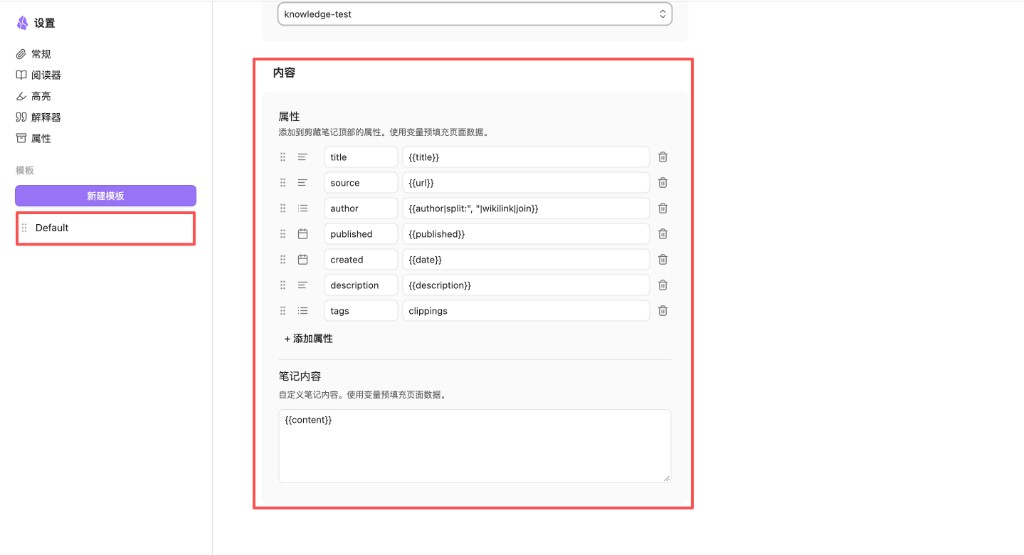 设置
常规
阅读器
高亮
解释器
属性
模板
新建模板
Default
knowledge-test
内容
属性
添加到剪藏笔记顶部的属性。使用变量预填充页面数据。
title {{title}}
source {{url}}
author {{author|split:", "|wikilink|join}}
published {{published}}
created {{date}}
description {{description}}
tags clippings
+ 添加属性
笔记内容
自定义笔记内容。使用变量预填充页面数据。
{{content}}